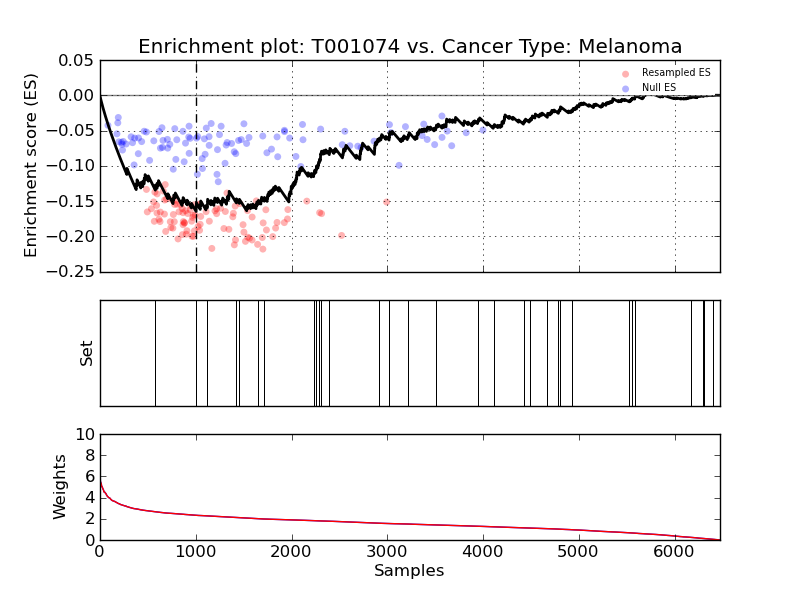 Enrichment plot: T001074 vs. Cancer Type: Melanoma
Enrichment score (ES)
0.05
0.00
−0.05
−0.10
−0.15
−0.20
−0.25
Resampled ES
Null ES
Set
Weights
10
8
6
4
2
0
0 1000 2000 3000 4000 5000 6000
Samples